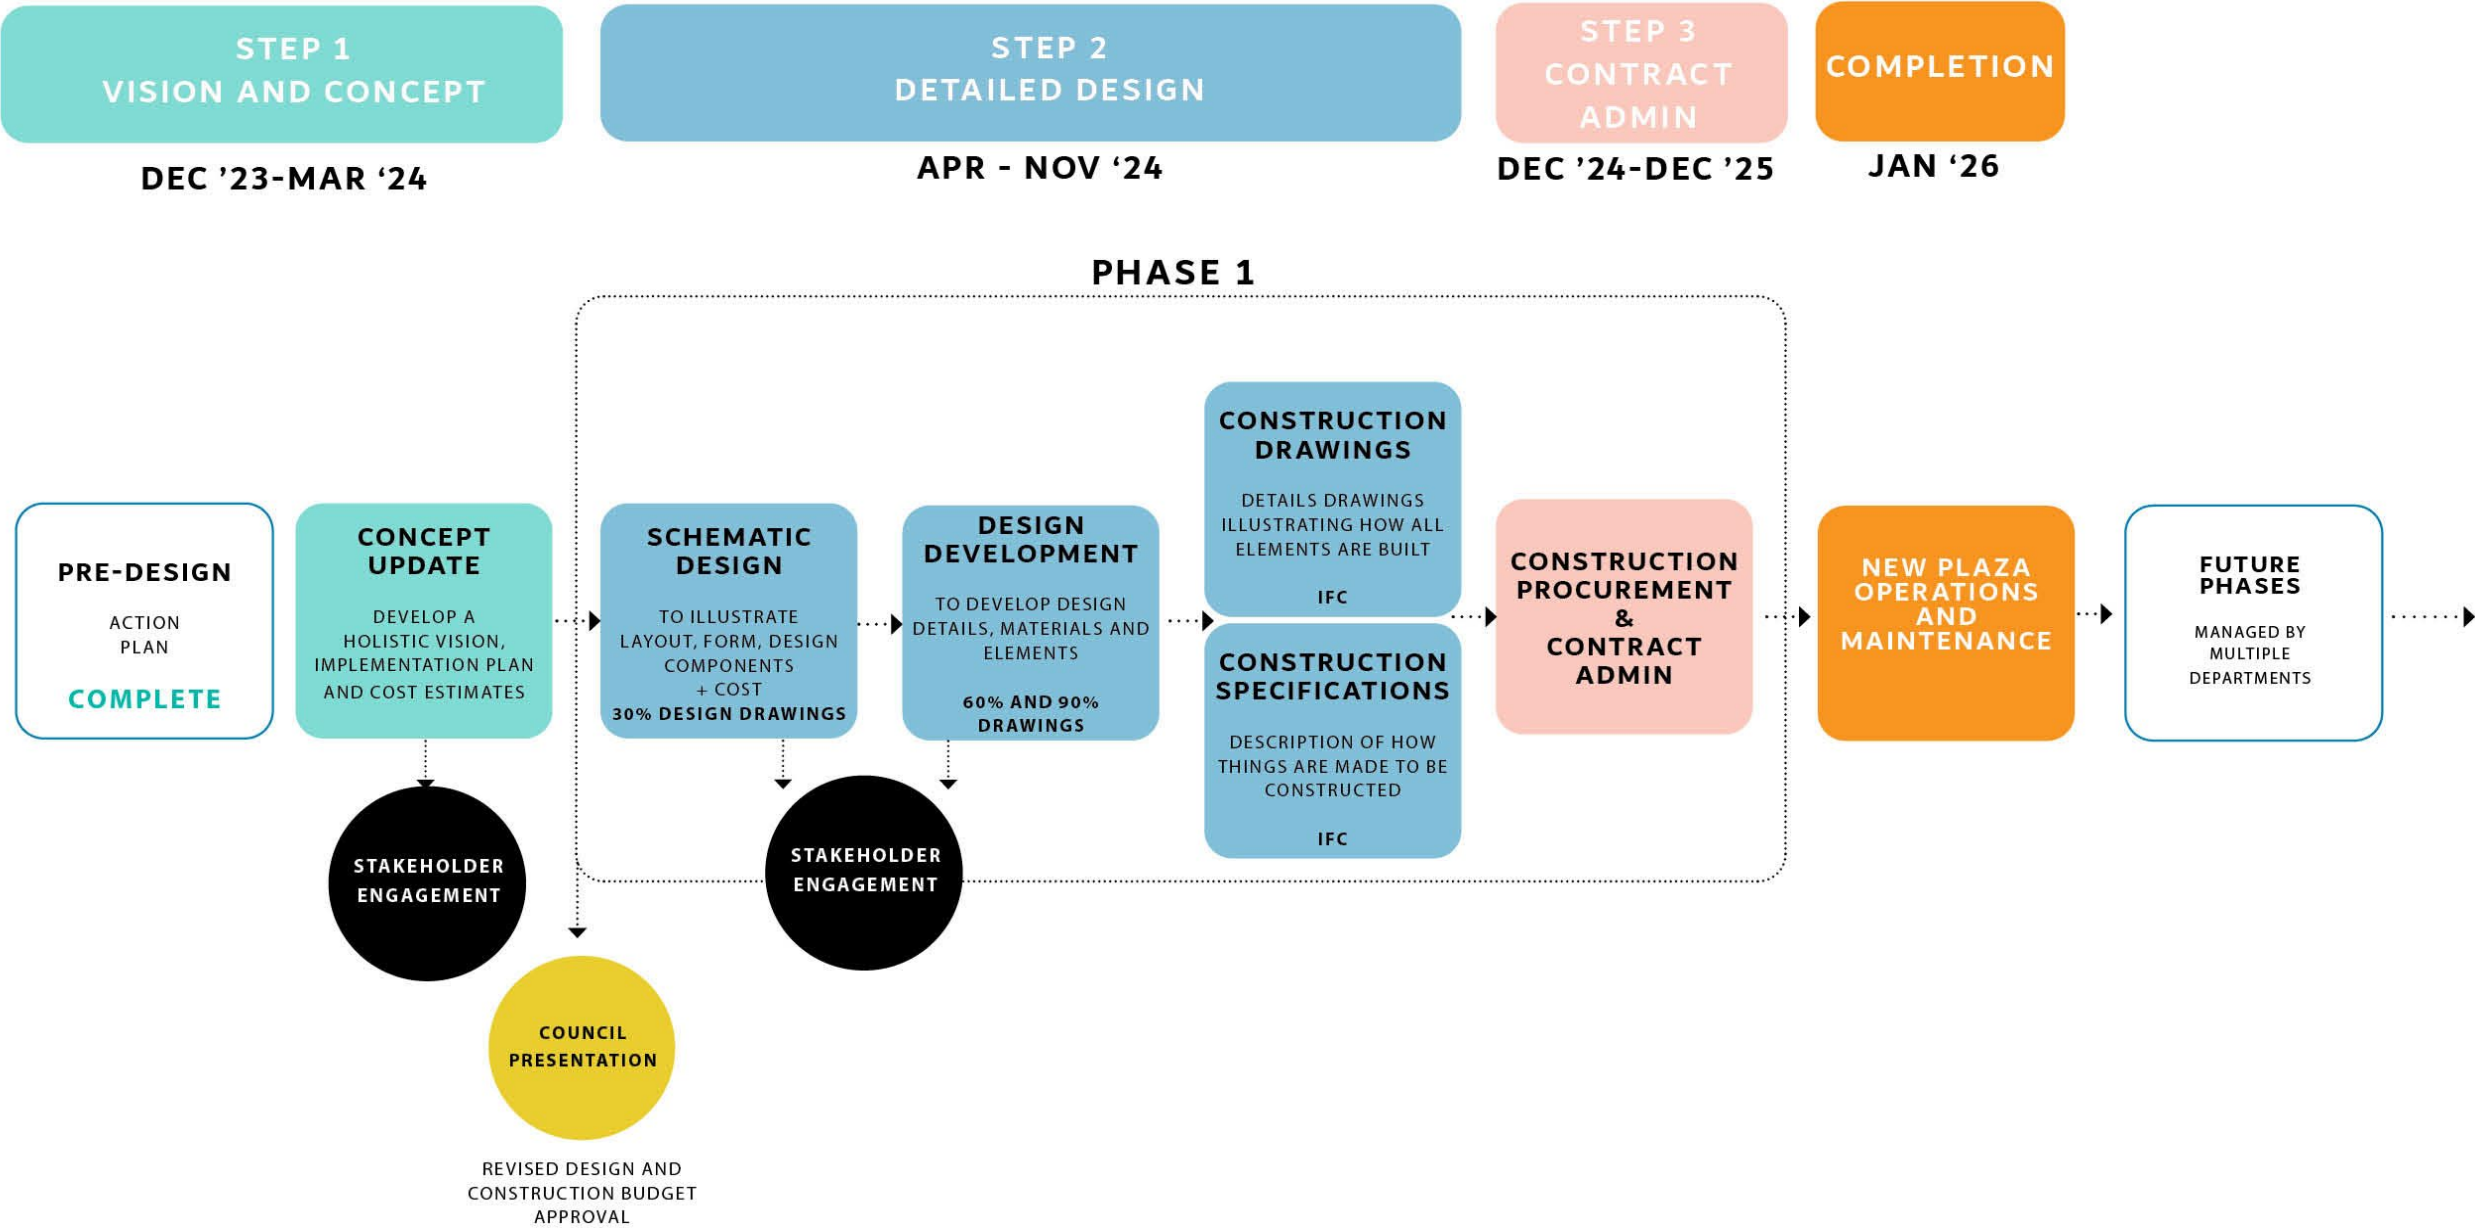 STEP 1
VISION AND CONCEPT
DEC ’23-MAR ‘24
STEP 2
DETAILED DESIGN
APR - NOV ‘24
STEP 3
CONTRACT
ADMIN
DEC ’24-DEC ’25
COMPLETION
JAN ‘26
PHASE 1
PRE-DESIGN
ACTION
PLAN
COMPLETE
CONCEPT
UPDATE
DEVELOP A
HOLISTIC VISION,
IMPLEMENTATION PLAN
AND COST ESTIMATES
SCHEMATIC
DESIGN
TO ILLUSTRATE
LAYOUT, FORM, DESIGN
COMPONENTS
+ COST
30% DESIGN DRAWINGS
DESIGN
DEVELOPMENT
TO DEVELOP DESIGN
DETAILS, MATERIALS AND
ELEMENTS
60% AND 90%
DRAWINGS
CONSTRUCTION
DRAWINGS
DETAILS DRAWINGS
ILLUSTRATING HOW ALL
ELEMENTS ARE BUILT
IFC
CONSTRUCTION
SPECIFICATIONS
DESCRIPTION OF HOW
THINGS ARE MADE TO BE
CONSTRUCTED
IFC
CONSTRUCTION
PROCUREMENT
&
CONTRACT
ADMIN
NEW PLAZA
OPERATIONS
AND
MAINTENANCE
FUTURE
PHASES
MANAGED BY
MULTIPLE
DEPARTMENTS
STAKEHOLDER
ENGAGEMENT
STAKEHOLDER
ENGAGEMENT
COUNCIL
PRESENTATION
REVISED DESIGN AND
CONSTRUCTION BUDGET
APPROVAL